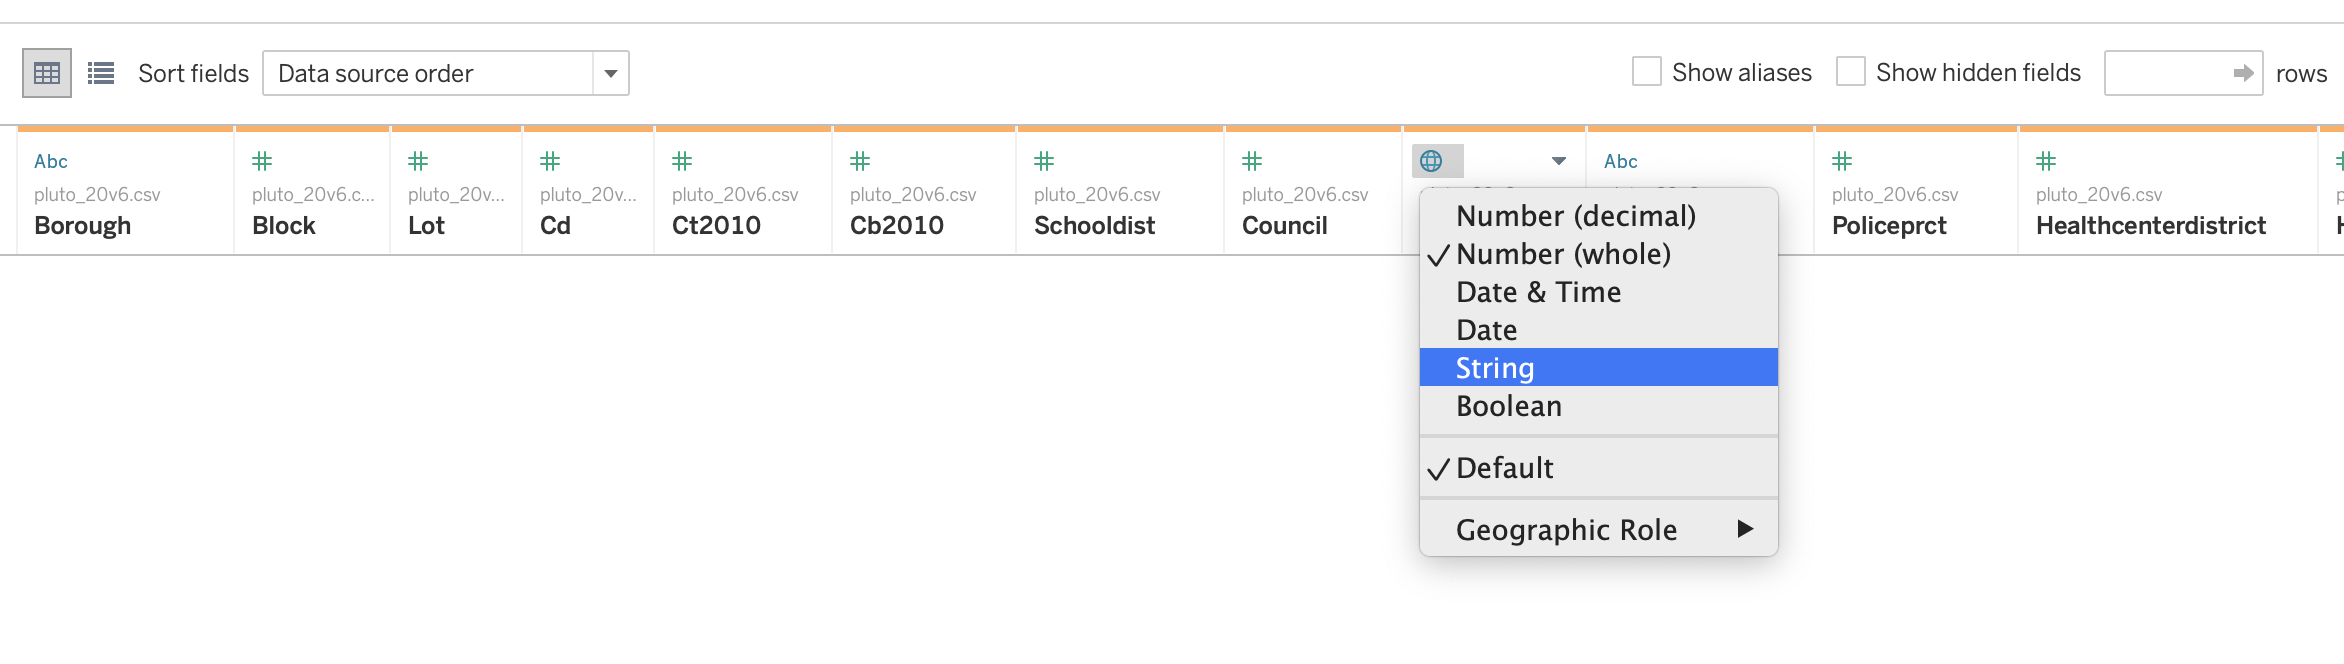 Sort fields Data source order Show aliases Show hidden fields rows
Abc Abc
pluto_20v6.csv pluto_20v6.c... pluto_20v... pluto_20v... pluto_20v6.csv pluto_20v6.csv pluto_20v6.csv pluto_20v6.csv pluto_20v6.csv pluto_20v6.csv
Borough Block Lot Cd Ct2010 Cb2010 Schooldist Council Policeprct Healthcenterdistrict
Number (decimal)
Number (whole)
Date & Time
Date
String
Boolean
Default
Geographic Role